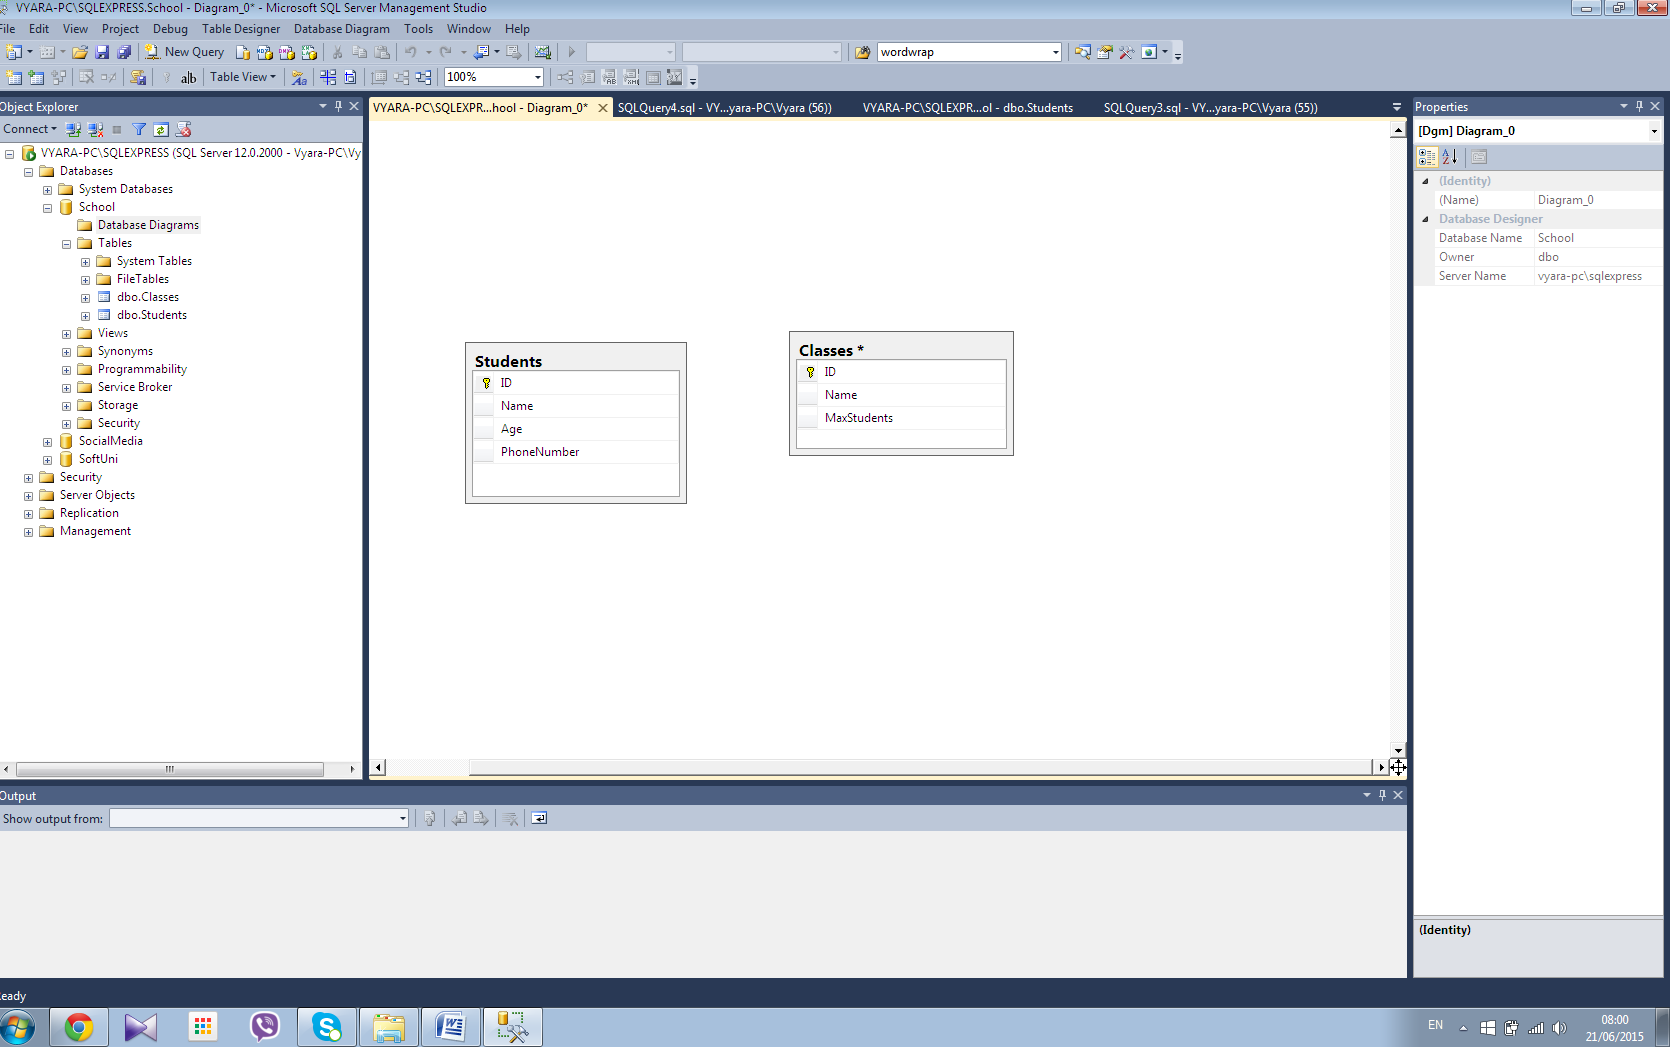 VYARA-PC\SQLEXPRESS.School - Diagram_0* - Microsoft SQL Server Management Studio
File Edit View Project Debug Table Designer Database Diagram Tools Window Help
New Query wordwrap
Table View 100%
Object Explorer
Connect
VYARA-PC\SQLEXPRESS (SQL Server 12.0.2000 - Vyara-PC\Vy
Databases
System Databases
School
Database Diagrams
Tables
System Tables
FileTables
dbo.Classes
dbo.Students
Views
Synonyms
Programmability
Service Broker
Storage
Security
SocialMedia
SoftUni
Security
Server Objects
Replication
Management
VYARA-PC\SQLEXPR...hool - Diagram_0* SQLQuery4.sql - VY...yara-PC\Vyara (56)) VYARA-PC\SQLEXPR...ol - dbo.Students SQLQuery3.sql - VY...yara-PC\Vyara (55))
Students
ID
Name
Age
PhoneNumber
Classes *
ID
Name
MaxStudents
Properties
[Dgm] Diagram_0
(Identity)
(Name) Diagram_0
Database Designer
Database Name School
Owner dbo
Server Name vyara-pc\sqlexpress
(Identity)
Output
Show output from:
eady
EN
08:00
21/06/2015